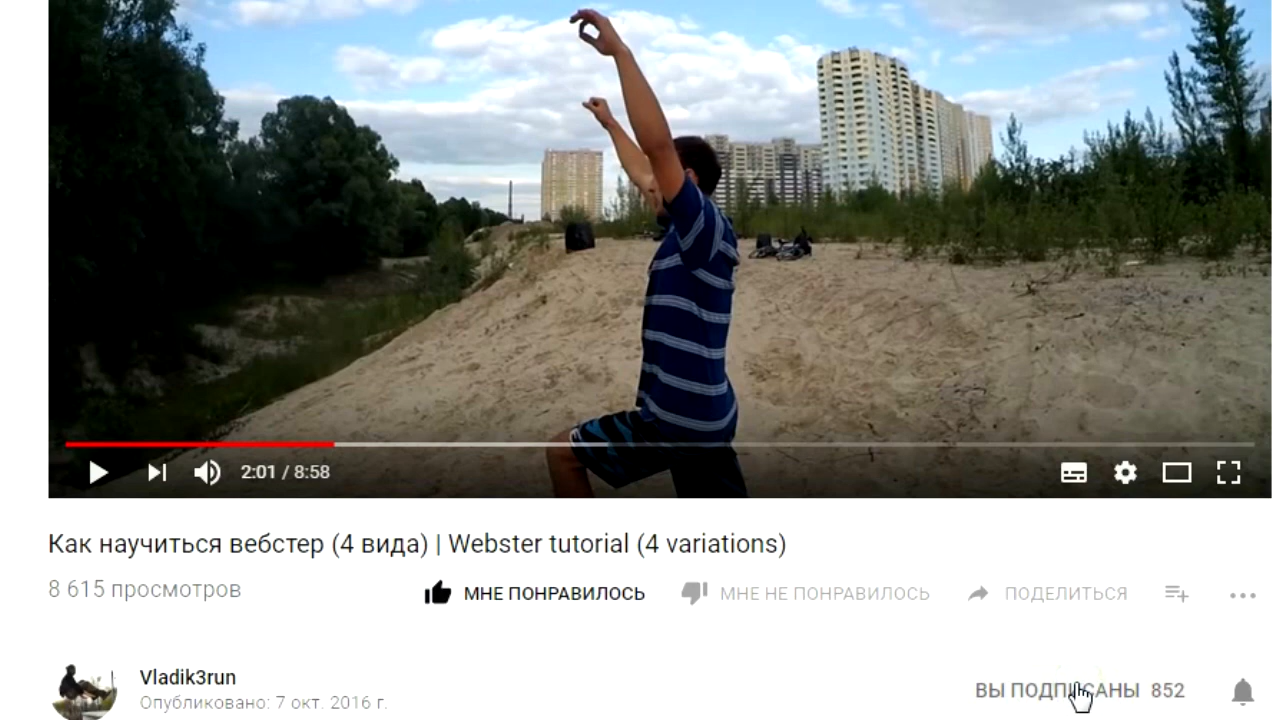 2:01 / 8:58
Как научиться вебстер (4 вида) | Webster tutorial (4 variations)
8 615 просмотров
МНЕ ПОНРАВИЛОСЬ МНЕ НЕ ПОНРАВИЛОСЬ ПОДЕЛИТЬСЯ
Vladik3run
Опубликовано: 7 окт. 2016 г.
ВЫ ПОДПИСАНЫ 852